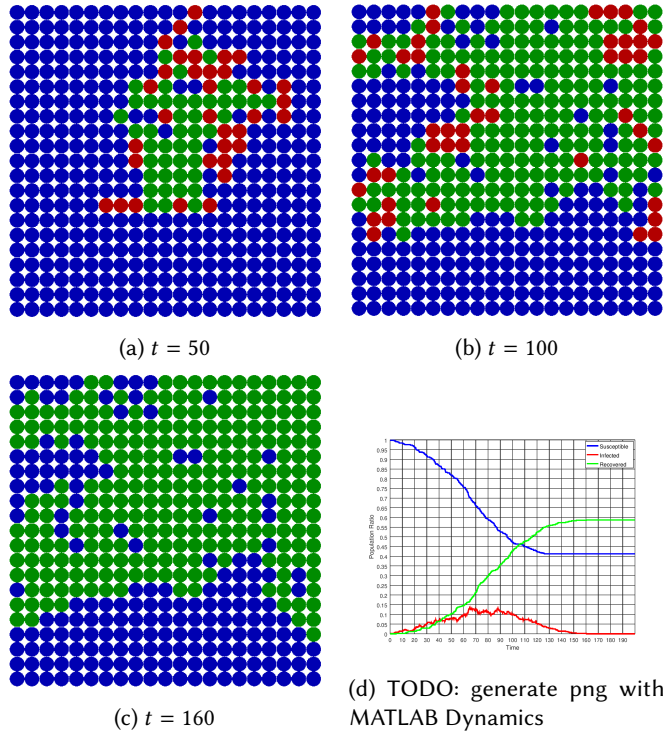 (a) t = 50
(b) t = 100
(c) t = 160
1
0.95
0.9
0.85
0.8
0.75
0.7
0.65
0.6
0.55
0.5
0.45
0.4
0.35
0.3
0.25
0.2
0.15
0.1
0.05
0
Population Ratio
Susceptible
Infected
Recovered
0 10 20 30 40 50 60 70 80 90 100 110 120 130 140 150 160 170 180 190
Time
(d) TODO: generate png with
MATLAB Dynamics